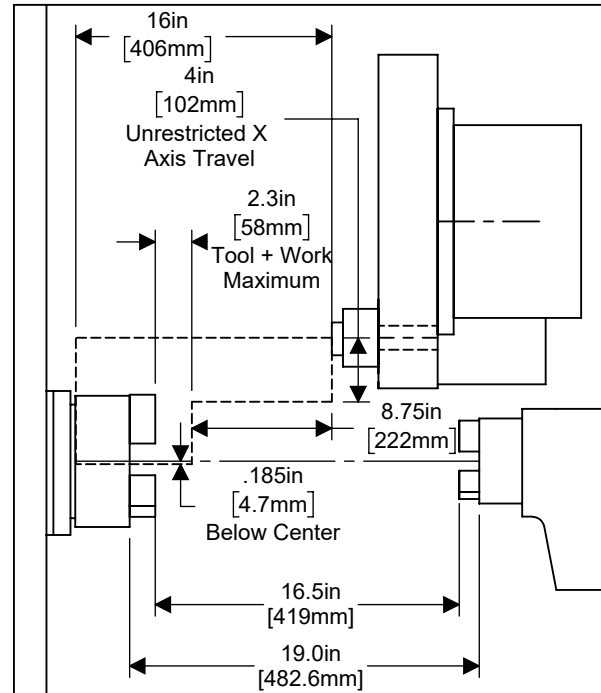 16in
[406mm]
4in
[102mm]
Unrestricted X
Axis Travel
2.3in
[58mm]
Tool + Work
Maximum
8.75in
[222mm]
.185in
[4.7mm]
Below Center
16.5in
[419mm]
19.0in
[482.6mm]